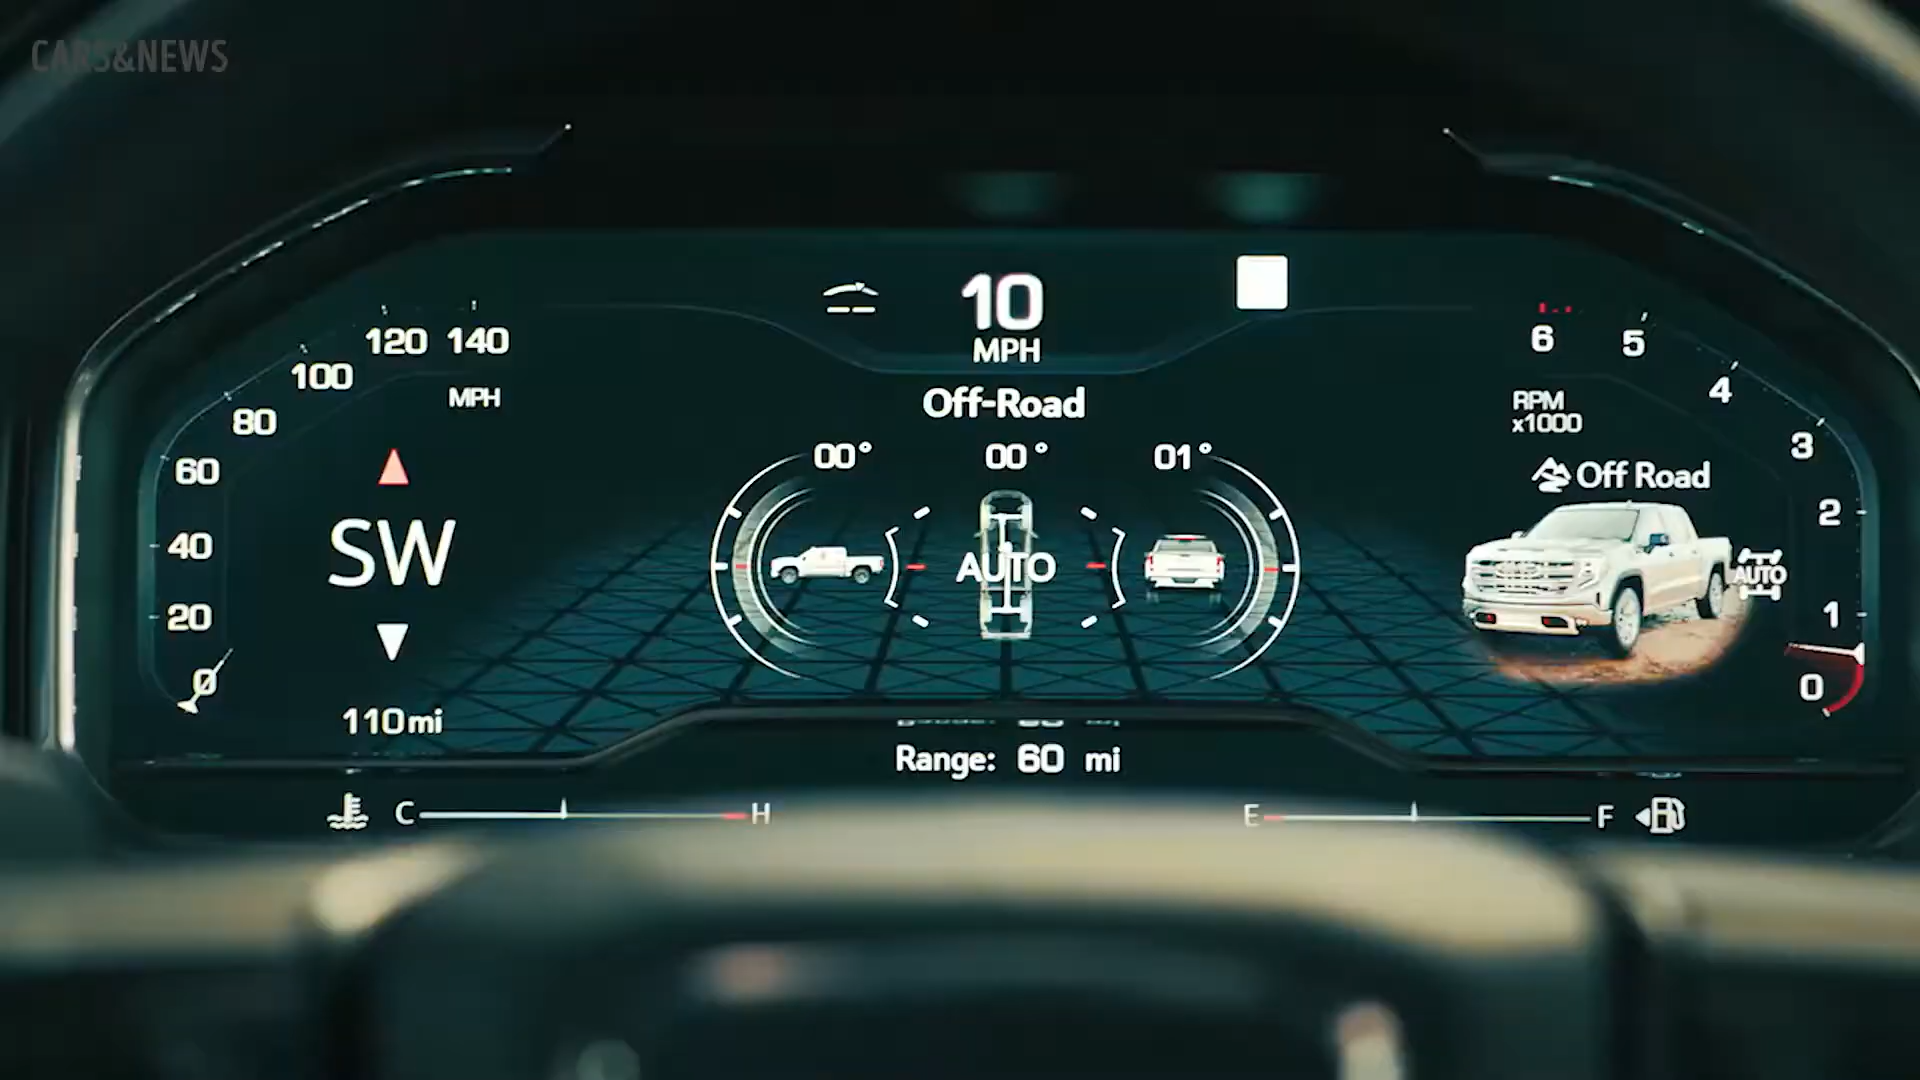 CARS&NEWS
10
MPH
Off-Road
00° 00° 01°
AUTO
140
120
100
80
60
40
20
0
MPH
SW
110mi
6
5
4
3
2
1
0
RPM
x1000
Off Road
AUTO
Range: 60 mi
C H
E F